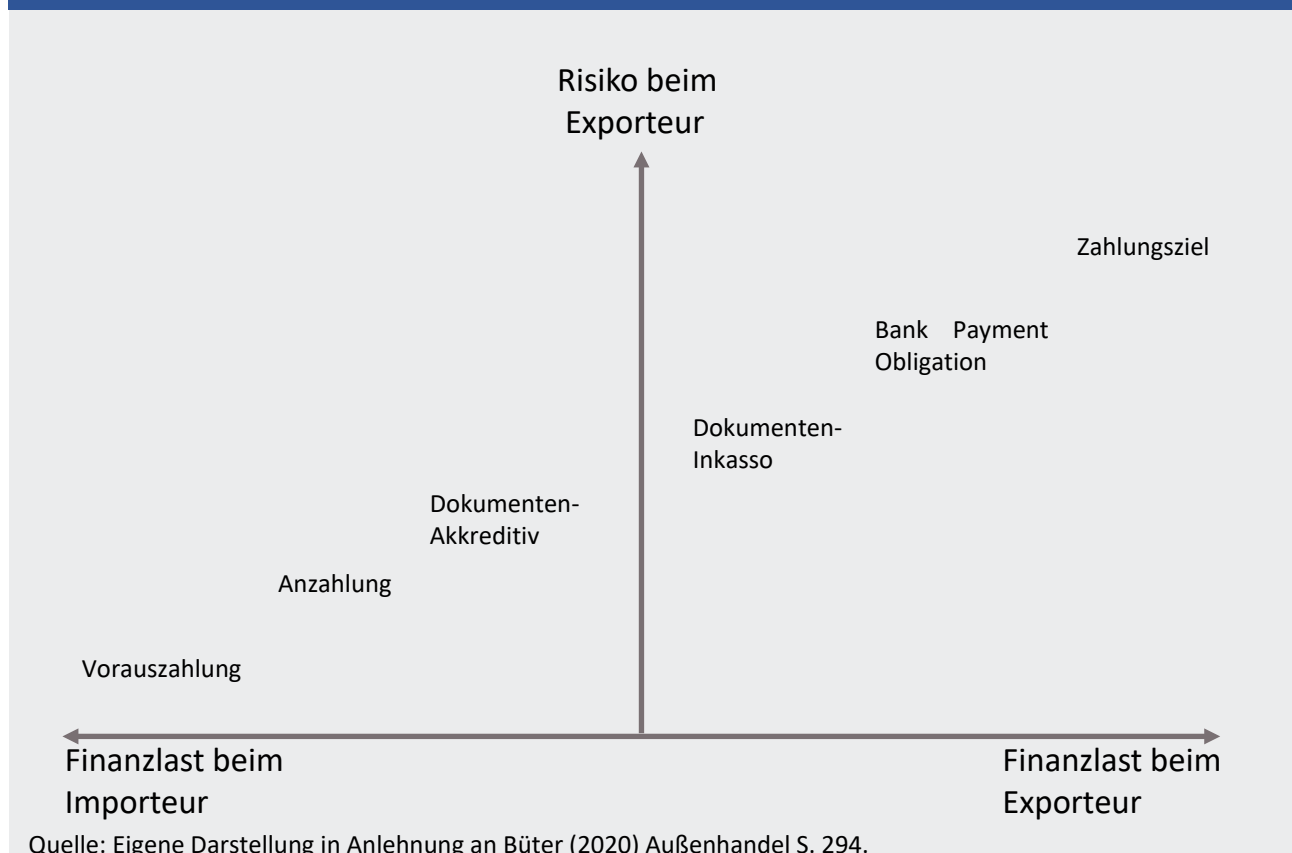 Risiko beim
Exporteur
Zahlungsziel
Bank Payment
Obligation
Dokumenten-
Inkasso
Dokumenten-
Akkreditiv
Anzahlung
Vorauszahlung
Finanzlast beim
Importeur
Finanzlast beim
Exporteur
Quelle: Eigene Darstellung in Anlehnung an Büter (2020) Außenhandel S. 294.